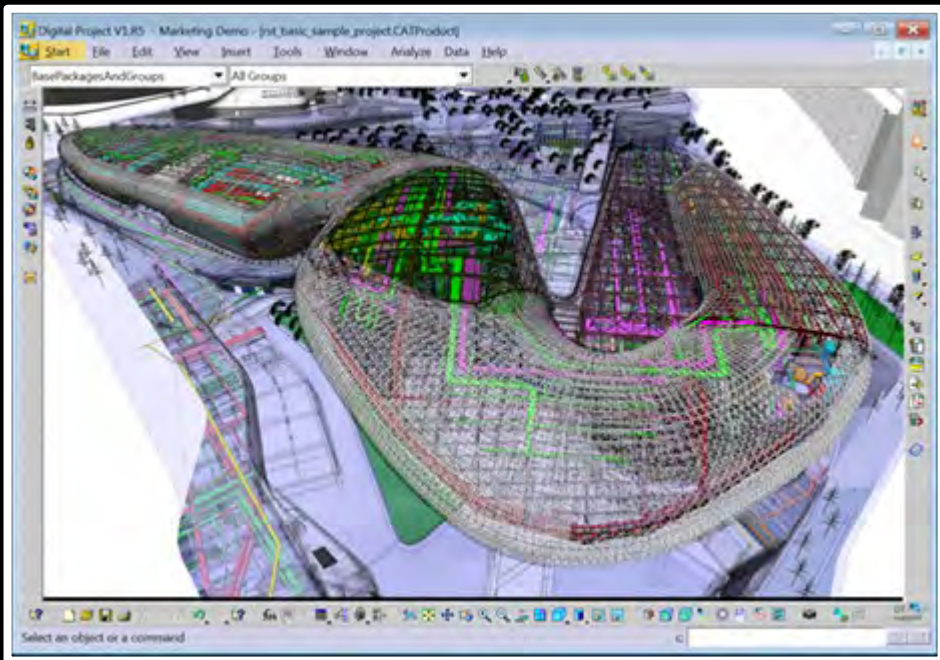 Digital Project V1.R5 - Marketing Demo - [rst_basic_sample_project.CATProduct]
Start File Edit View Insert Tools Window Analyze Data Help
BasePackagesAndGroups All Groups
Select an object or a command